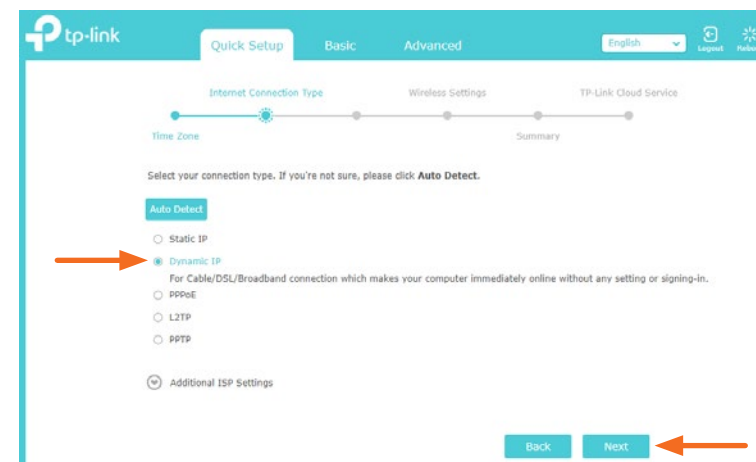 tp-link
Quick Setup Basic Advanced English Logout
Internet Connection Type Wireless Settings TP-Link Cloud Service
Time Zone Summary
Select your connection type. If you're not sure, please click Auto Detect.
Auto Detect
Static IP
Dynamic IP
For Cable/DSL/Broadband connection which makes your computer immediately online without any setting or signing-in.
PPPoE
L2TP
PPTP
Additional ISP Settings
Back Next